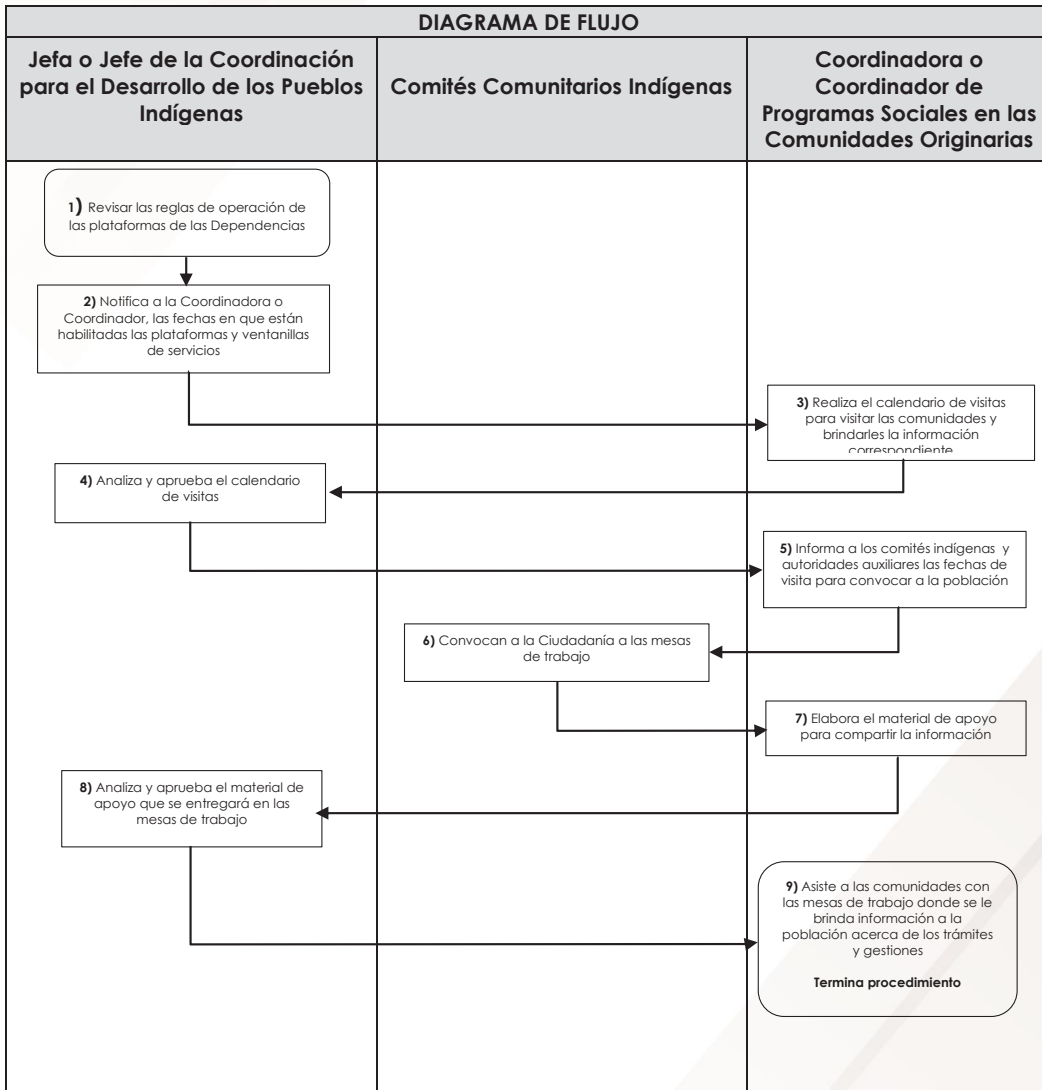 DIAGRAMA DE FLUJO
Jefa o Jefe de la Coordinación
para el Desarrollo de los Pueblos
Indígenas
Comités Comunitarios Indígenas
Coordinadora o
Coordinador de
Programas Sociales en las
Comunidades Originarias
1) Revisar las reglas de operación de
las plataformas de las Dependencias
2) Notifica a la Coordinadora o
Coordinador, las fechas en que están
habilitadas las plataformas y ventanillas
de servicios
3) Realiza el calendario de visitas
para visitar las comunidades y
brindarles la información
correspondiente
4) Analiza y aprueba el calendario
de visitas
5) Informa a los comités indígenas y
autoridades auxiliares las fechas de
visita para convocar a la población
6) Convocan a la Ciudadanía a las mesas
de trabajo
7) Elabora el material de apoyo
para compartir la información
8) Analiza y aprueba el material de
apoyo que se entregará en las
mesas de trabajo
9) Asiste a las comunidades con
las mesas de trabajo donde se le
brinda información a la
población acerca de los trámites
y gestiones
Termina procedimiento